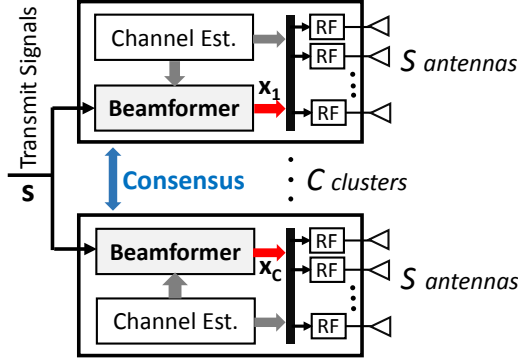 Transmit Signals
s
Channel Est.
Beamformer
x1
RF
RF
RF
S antennas
Consensus
C clusters
Beamformer
xC
Channel Est.
RF
RF
RF
S antennas